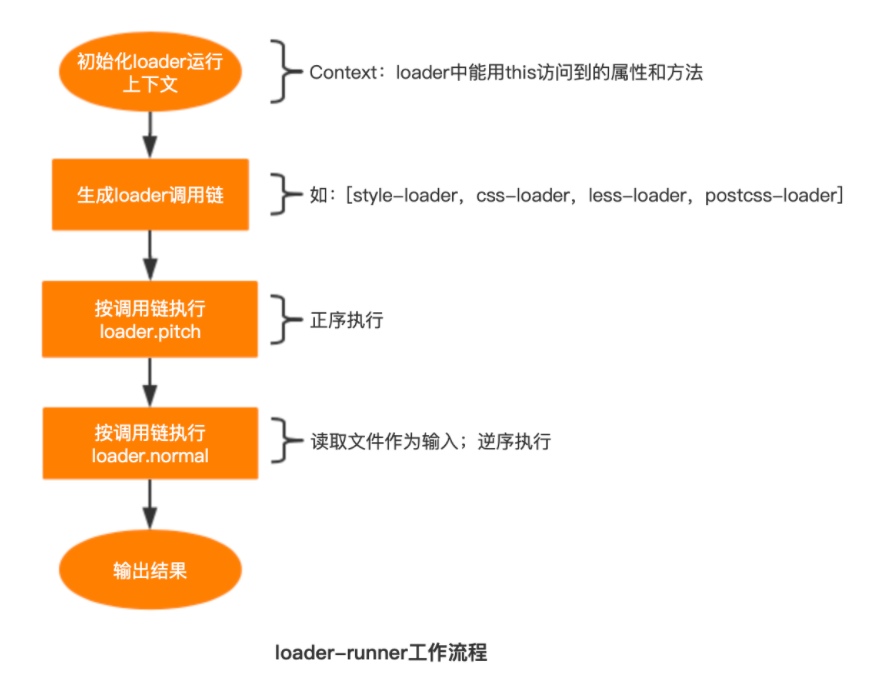 初始化loader运行
上下文
Context：loader中能用this访问到的属性和方法
生成loader调用链
如：[style-loader，css-loader，less-loader，postcss-loader]
按调用链执行
loader.pitch
正序执行
按调用链执行
loader.normal
读取文件作为输入；逆序执行
输出结果
loader-runner工作流程